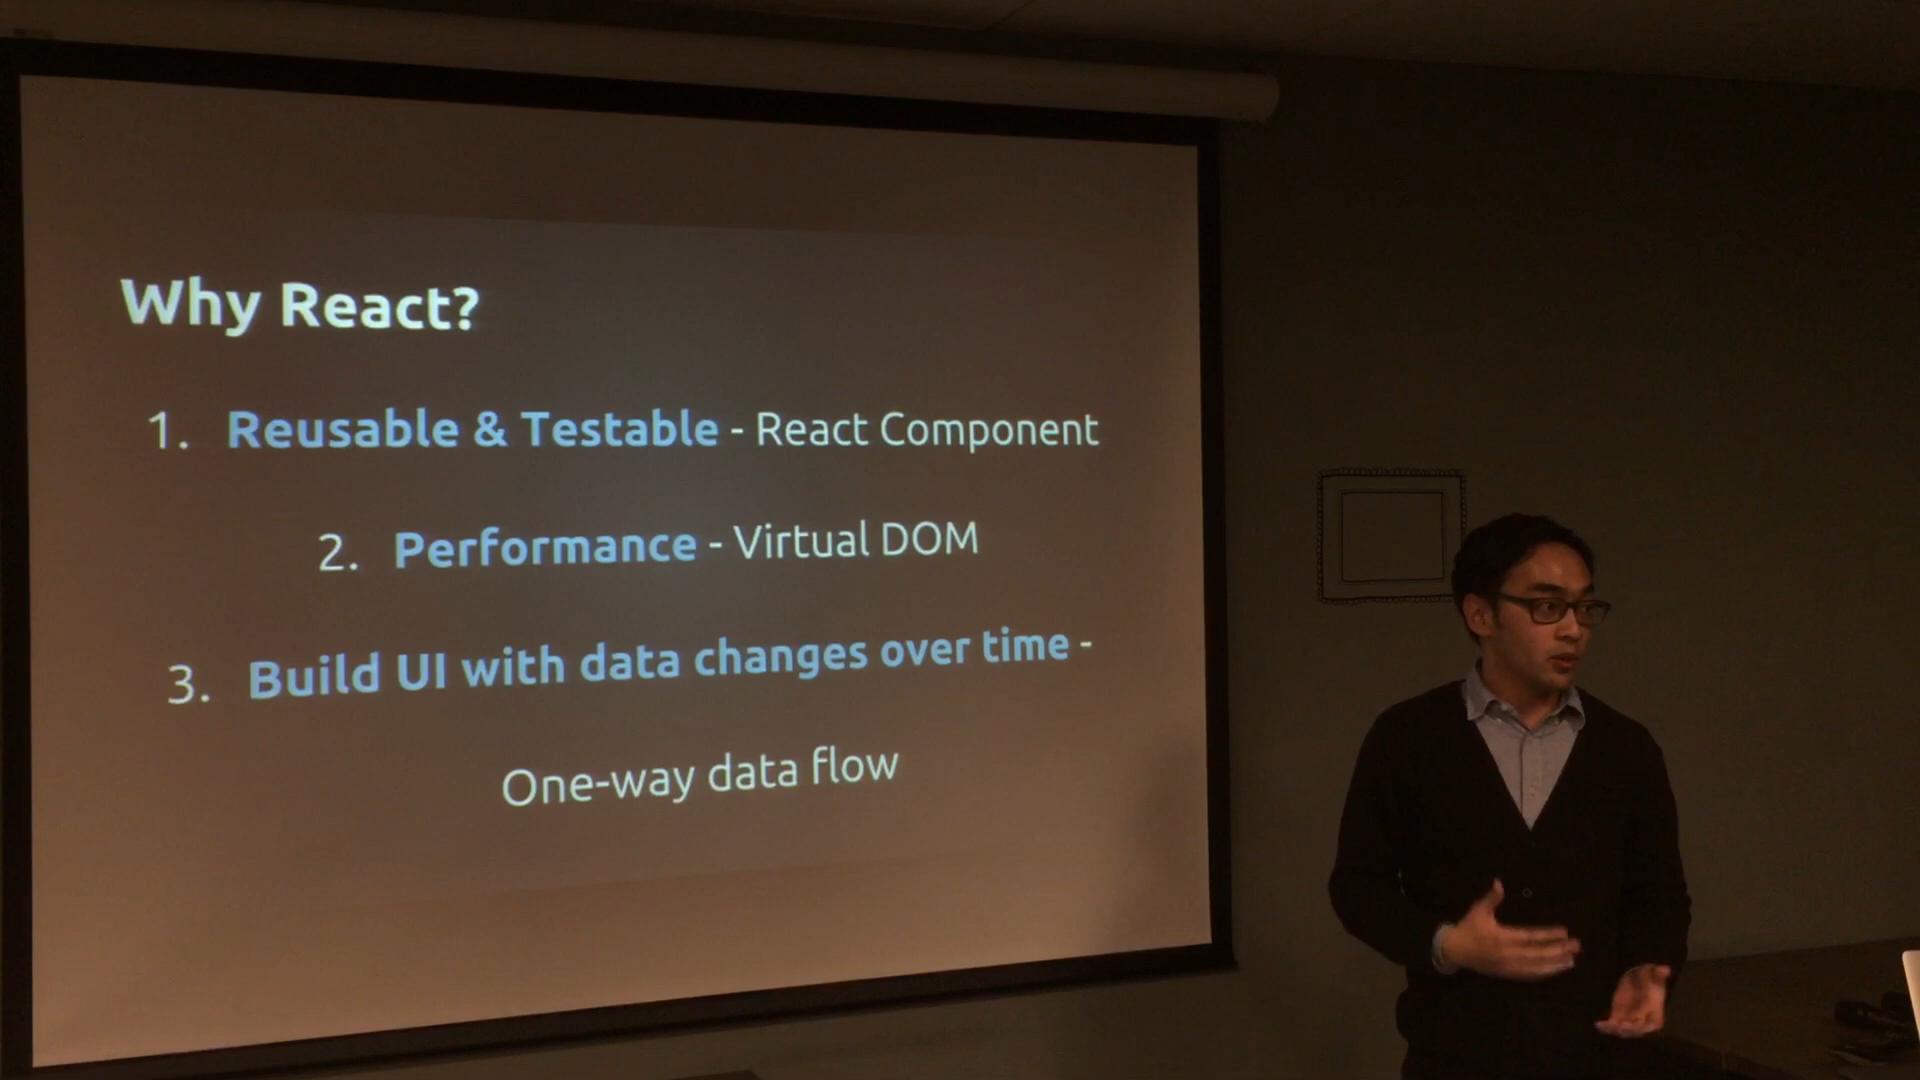 Why React?
1. Reusable & Testable - React Component
2. Performance - Virtual DOM
3. Build UI with data changes over time -
One-way data flow